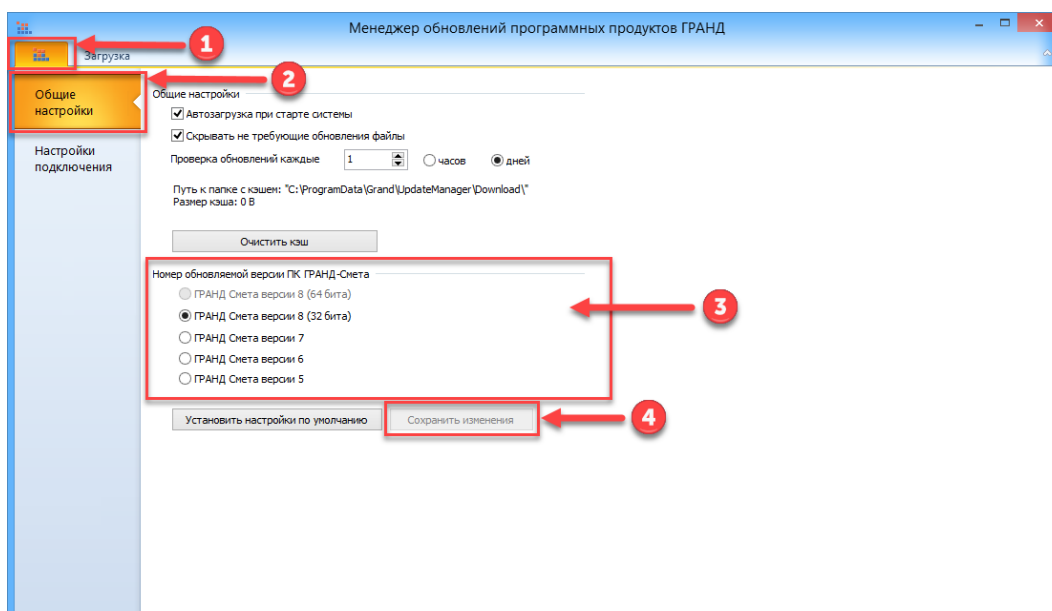 Менеджер обновлений программных продуктов ГРАНД
1
Загрузка
2
Общие
настройки
Настройки
подключения
Общие настройки
Автозагрузка при старте системы
Скрывать не требующие обновления файлы
Проверка обновлений каждые 1 часов дней
Путь к папке с кэшем: "C:\ProgramData\Grand\UpdateManager\Download\"
Размер кэша: 0 B
Очистить кэш
Номер обновляемой версии ПК ГРАНД-Смета
ГРАНД Смета версии 8 (64 бита)
ГРАНД Смета версии 8 (32 бита)
3
ГРАНД Смета версии 7
ГРАНД Смета версии 6
ГРАНД Смета версии 5
Установить настройки по умолчанию Сохранить изменения 4